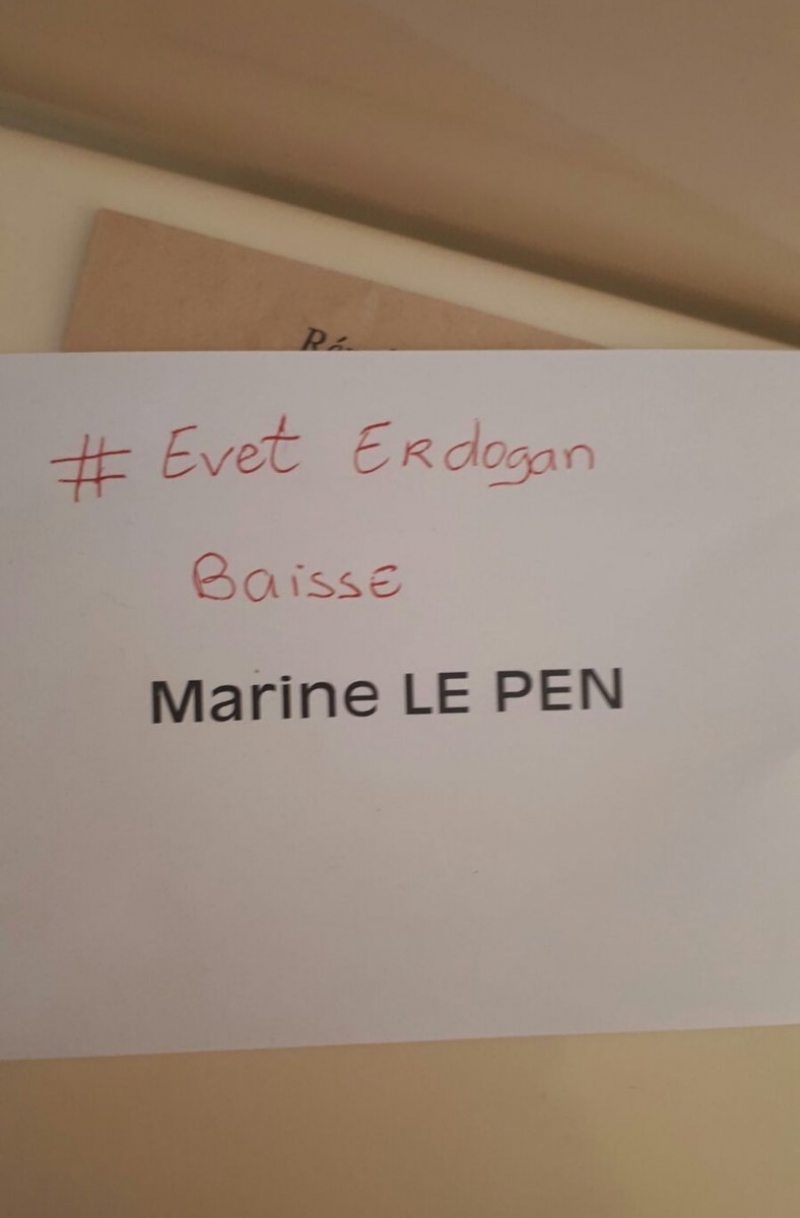 # Evet ERdogan
Baisse
Marine LE PEN